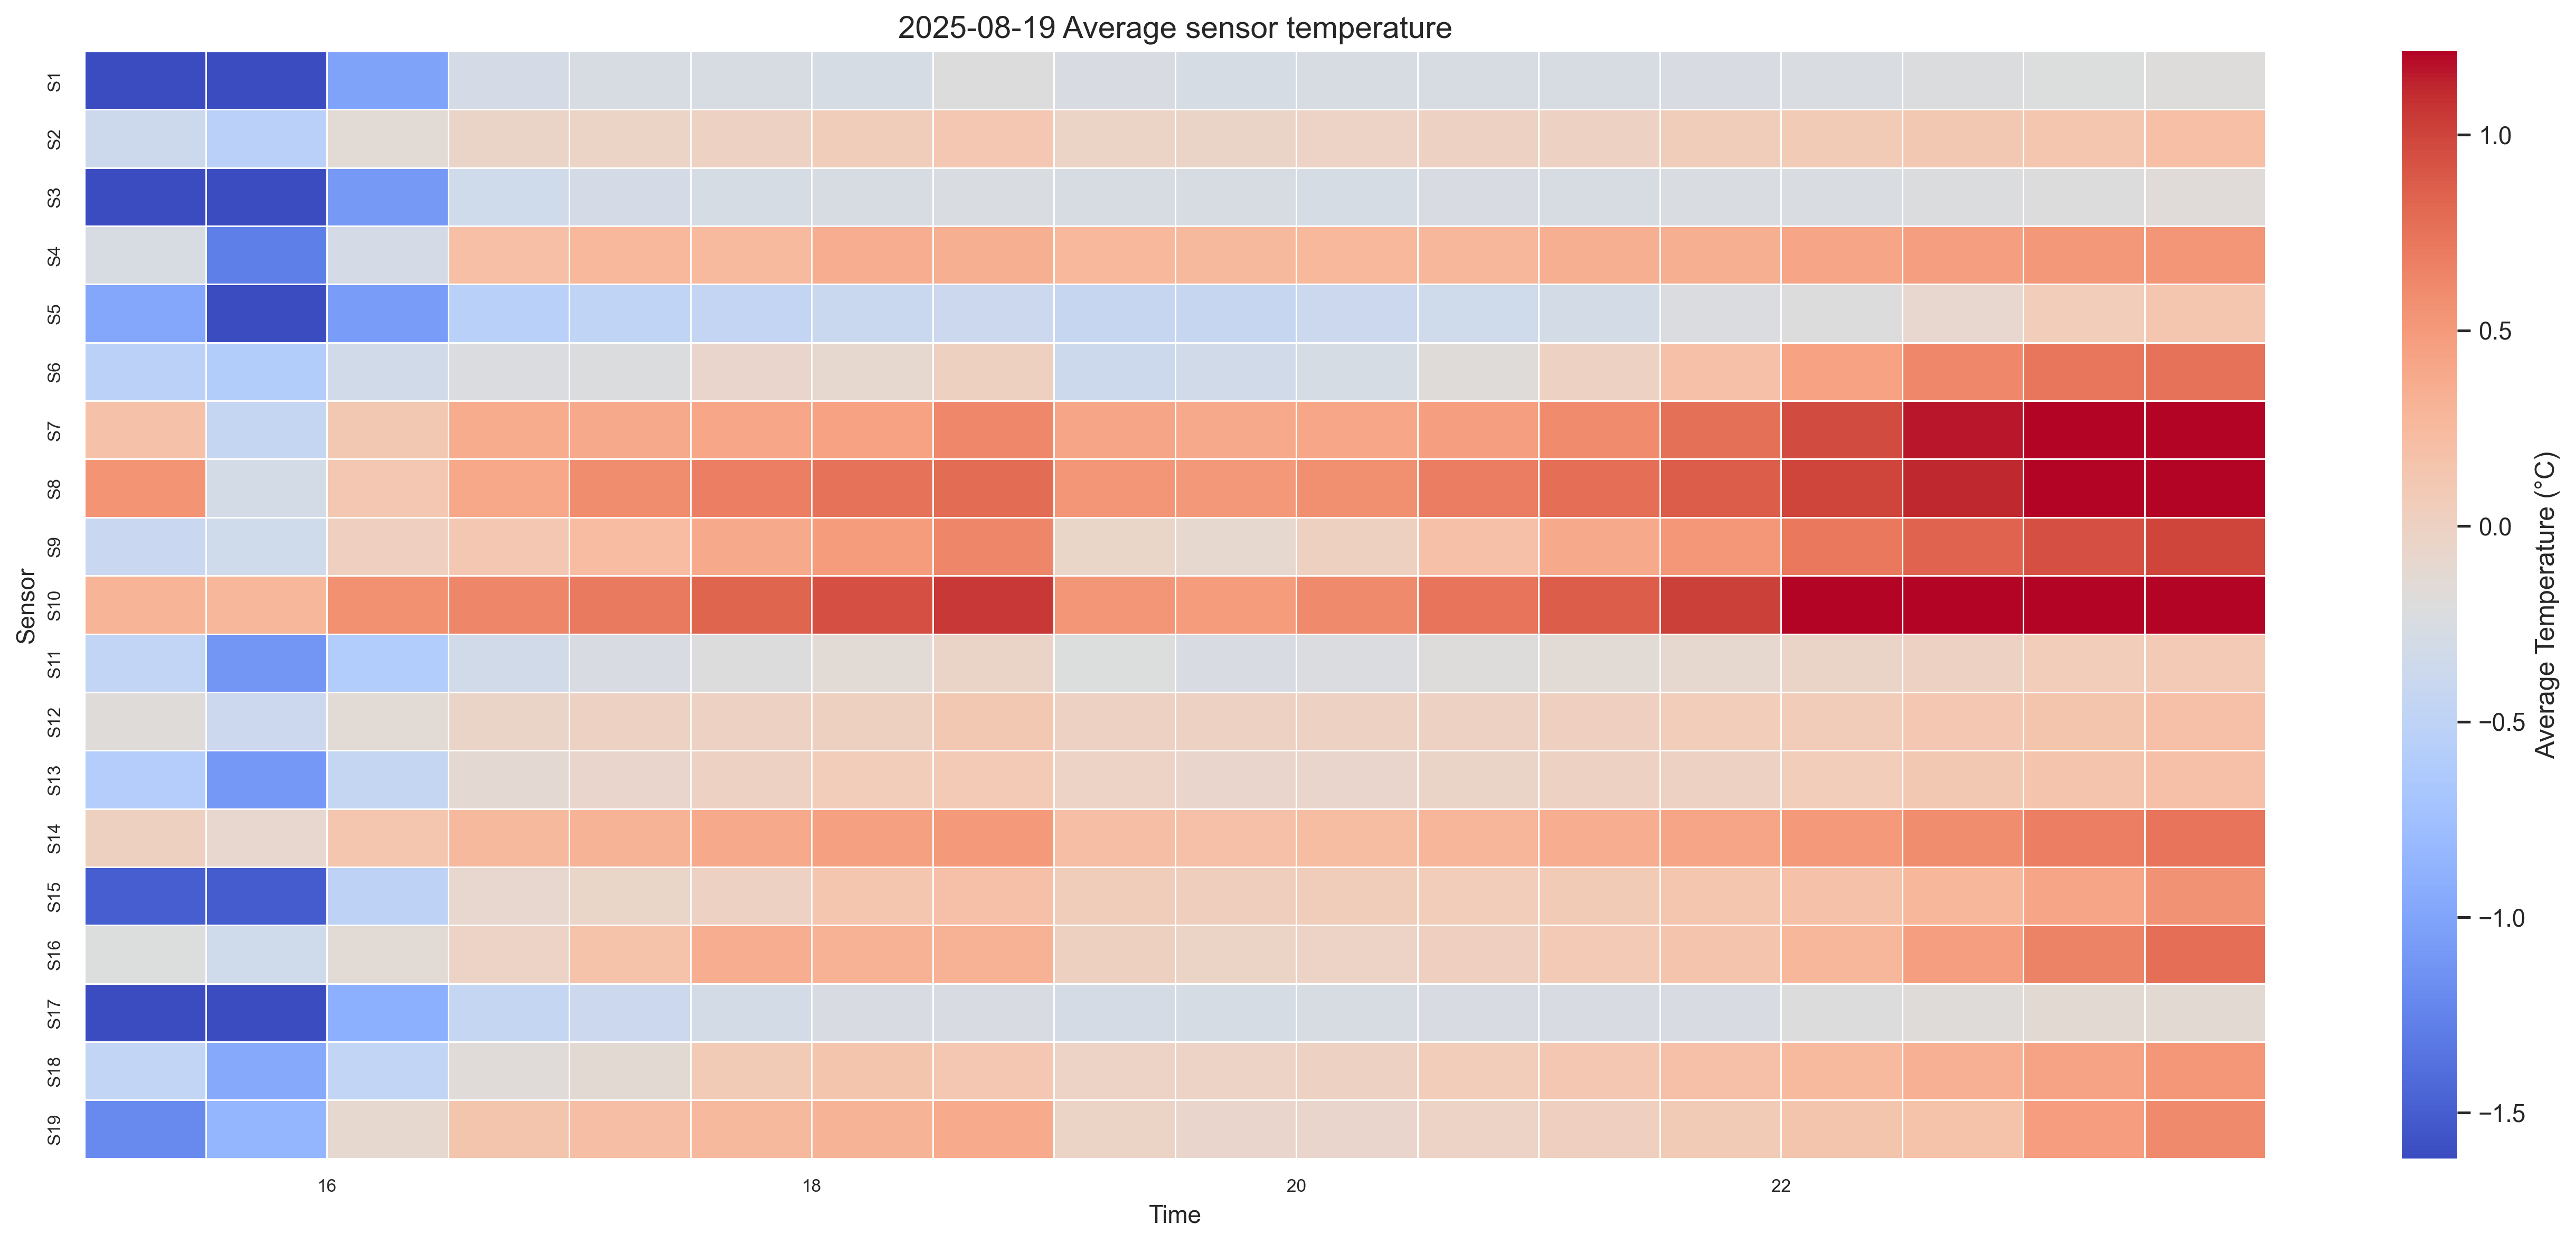 2025-08-19 Average sensor temperature
Sensor
S1
S2
S3
S4
S5
S6
S7
S8
S9
S10
S11
S12
S13
S14
S15
S16
S17
S18
S19
16
18
20
22
Time
1.0
0.5
0.0
−0.5
−1.0
−1.5
Average Temperature (°C)